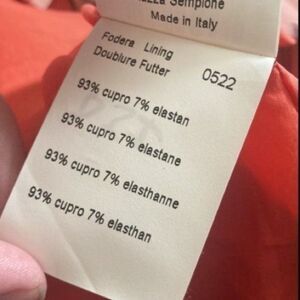 Sempione
Made in Italy
Fodera Lining
Doublure Futter 0522
93% cupro 7% elastan
93% cupro 7% elastane
93% cupro 7% elasthanne
93% cupro 7% elasthan